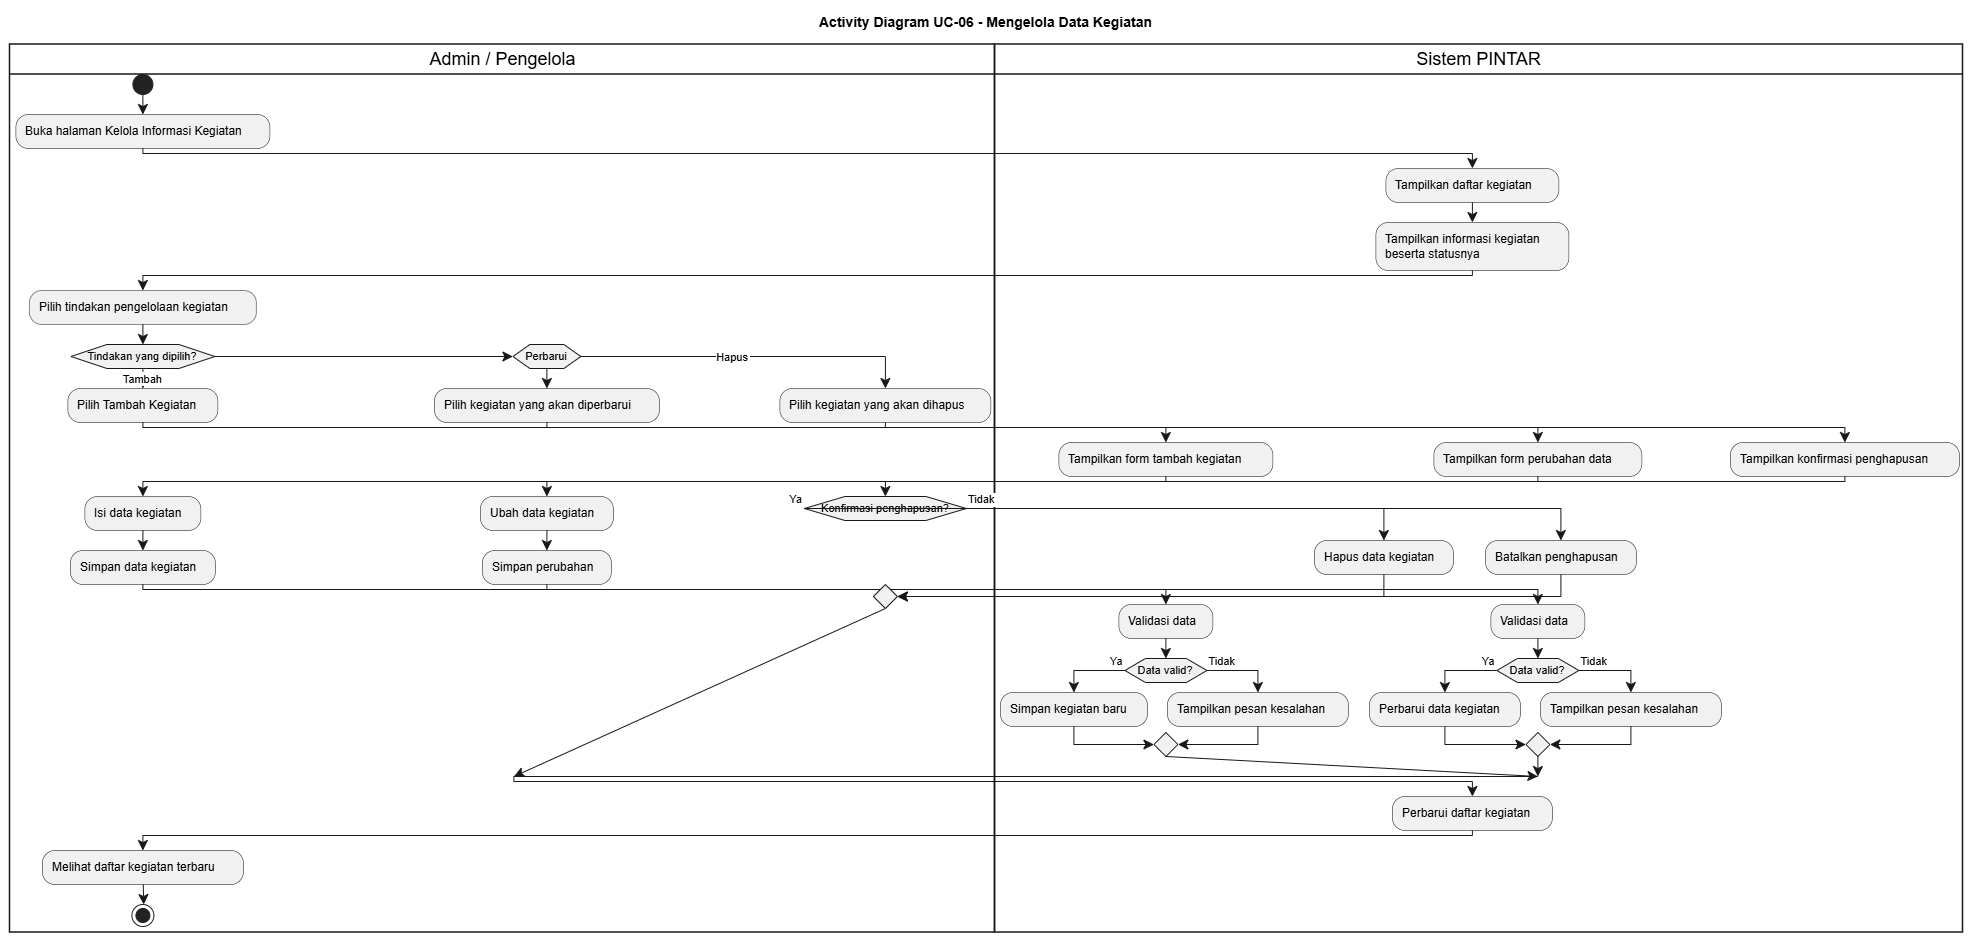 Activity Diagram UC-06 - Mengelola Data Kegiatan
Admin / Pengelola
Sistem PINTAR
Buka halaman Kelola Informasi Kegiatan
Tampilkan daftar kegiatan
Tampilkan informasi kegiatan
beserta statusnya
Pilih tindakan pengelolaan kegiatan
Tindakan yang dipilih?
Perbarui
Hapus
Tambah
Pilih Tambah Kegiatan
Pilih kegiatan yang akan diperbarui
Pilih kegiatan yang akan dihapus
Tampilkan form tambah kegiatan
Tampilkan form perubahan data
Tampilkan konfirmasi penghapusan
Ya
Konfirmasi penghapusan?
Tidak
Isi data kegiatan
Ubah data kegiatan
Hapus data kegiatan
Batalkan penghapusan
Simpan data kegiatan
Simpan perubahan
Validasi data
Validasi data
Ya
Data valid?
Tidak
Ya
Data valid?
Tidak
Simpan kegiatan baru
Tampilkan pesan kesalahan
Perbarui data kegiatan
Tampilkan pesan kesalahan
Perbarui daftar kegiatan
Melihat daftar kegiatan terbaru